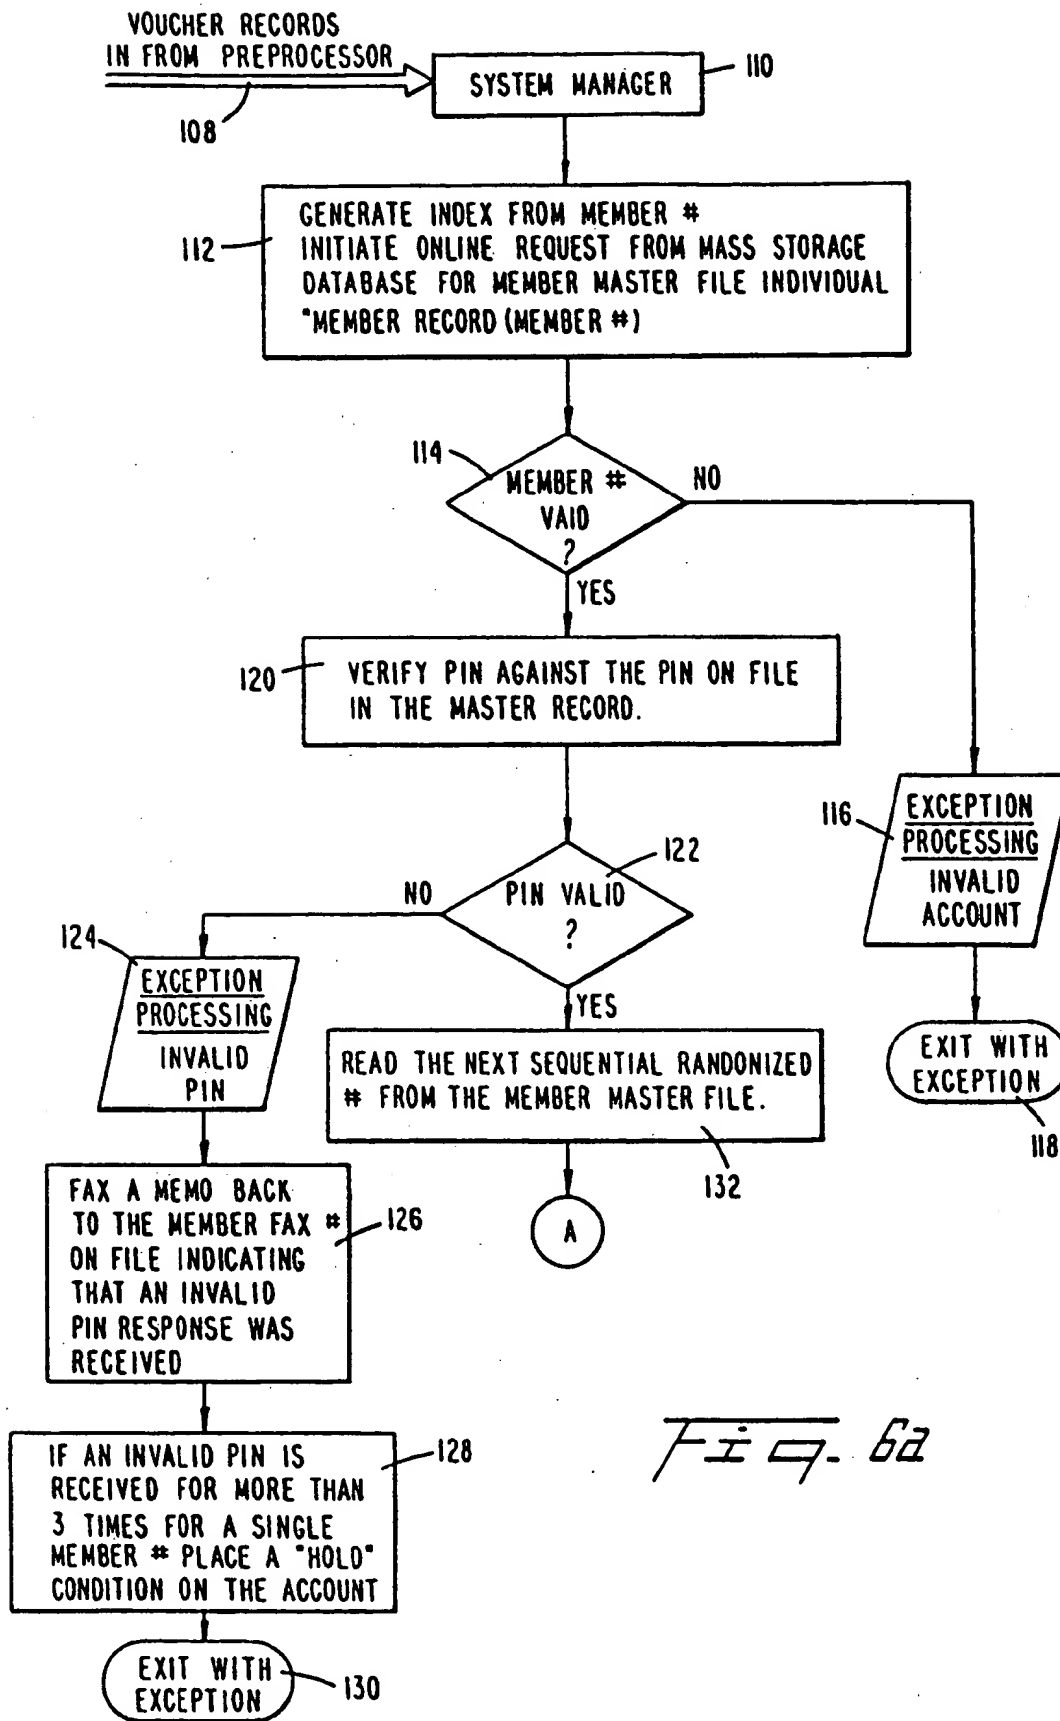 VOUCHER RECORDS
IN FROM PREPROCESSOR
108
SYSTEM MANAGER
110
112
GENERATE INDEX FROM MEMBER #
INITIATE ONLINE REQUEST FROM MASS STORAGE
DATABASE FOR MEMBER MASTER FILE INDIVIDUAL
"MEMBER RECORD (MEMBER #)
114
MEMBER #
VAID
?
NO
YES
120
VERIFY PIN AGAINST THE PIN ON FILE
IN THE MASTER RECORD.
116
EXCEPTION
PROCESSING
INVALID
ACCOUNT
122
PIN VALID
?
NO
YES
124
EXCEPTION
PROCESSING
INVALID
PIN
READ THE NEXT SEQUENTIAL RANDONIZED
# FROM THE MEMBER MASTER FILE.
132
EXIT WITH
EXCEPTION
118
A
FAX A MEMO BACK
TO THE MEMBER FAX #
ON FILE INDICATING
THAT AN INVALID
PIN RESPONSE WAS
RECEIVED
126
IF AN INVALID PIN IS
RECEIVED FOR MORE THAN
3 TIMES FOR A SINGLE
MEMBER # PLACE A "HOLD"
CONDITION ON THE ACCOUNT
128
EXIT WITH
EXCEPTION
130
Fig. 6a